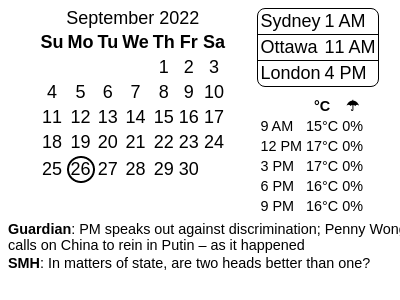 September 2022
Su Mo Tu We Th Fr Sa
1 2 3
4 5 6 7 8 9 10
11 12 13 14 15 16 17
18 19 20 21 22 23 24
25 26 27 28 29 30
Sydney 1 AM
Ottawa 11 AM
London 4 PM
°C ☂
9 AM 15°C 0%
12 PM 17°C 0%
3 PM 17°C 0%
6 PM 16°C 0%
9 PM 16°C 0%
Guardian: PM speaks out against discrimination; Penny Wong
calls on China to rein in Putin – as it happened
SMH: In matters of state, are two heads better than one?